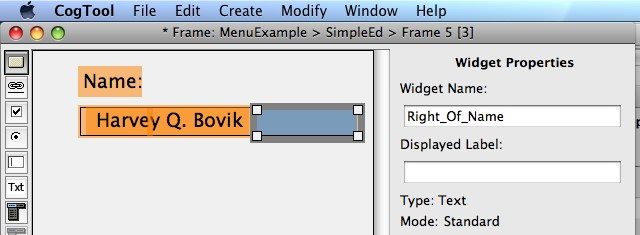 CogTool File Edit Create Modify Window Help
* Frame: MenuExample > SimpleEd > Frame 5 [3]
Name:
Harvey Q. Bovik
Txt
Widget Properties
Widget Name:
Right_Of_Name
Displayed Label:
Type: Text
Mode: Standard